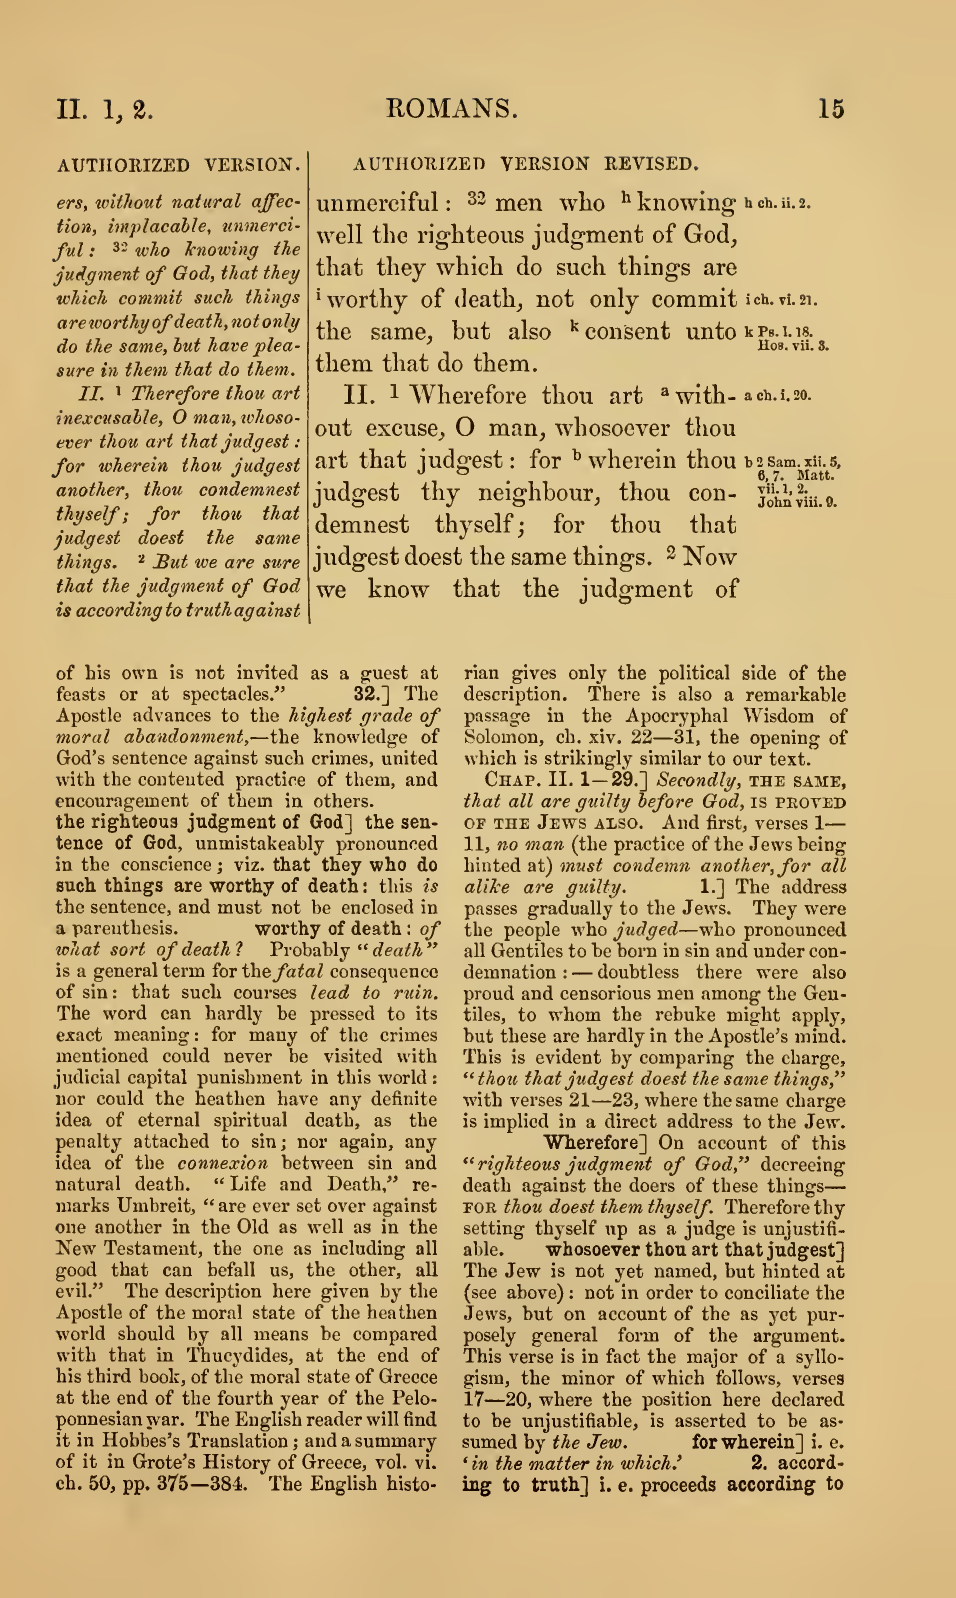 II. 1, 2.
ROMANS.
15
AUTHORIZED VERSION.
ers, without natural affec-
tion, implacable, unmerci-
ful : 32 who knowing the
judgment of God, that they
which commit such things
are worthy of death, not only
do the same, but have plea-
sure in them that do them.
II. 1 Therefore thou art
inexcusable, O man, whoso-
ever thou art that judgest :
for wherein thou judgest
another, thou condemnest
thyself; for thou that
judgest doest the same
things. 2 But we are sure
that the judgment of God
is according to truth against
AUTHORIZED VERSION REVISED.
unmerciful : 32 men who h knowing
well the righteous judgment of God,
that they which do such things are
i worthy of death, not only commit
the same, but also k consent unto
them that do them.
II. 1 Wherefore thou art a with-
out excuse, O man, whosoever thou
art that judgest : for b wherein thou
judgest thy neighbour, thou con-
demnest thyself; for thou that
judgest doest the same things. 2 Now
we know that the judgment of
h ch. ii. 2.
i ch. vi. 21.
k Ps. l. 18.
Hos. vii. 3.
a ch. i. 20.
b 2 Sam. xii. 5,
6, 7. Matt.
vii. 1, 2.
John viii. 9.
of his own is not invited as a guest at
feasts or at spectacles.” 32.] The
Apostle advances to the highest grade of
moral abandonment,—the knowledge of
God's sentence against such crimes, united
with the contented practice of them, and
encouragement of them in others.
the righteous judgment of God] the sen-
tence of God, unmistakeably pronounced
in the conscience ; viz. that they who do
such things are worthy of death : this is
the sentence, and must not be enclosed in
a parenthesis. worthy of death : of
what sort of death ? Probably “death”
is a general term for the fatal consequence
of sin : that such courses lead to ruin.
The word can hardly be pressed to its
exact meaning : for many of the crimes
mentioned could never be visited with
judicial capital punishment in this world :
nor could the heathen have any definite
idea of eternal spiritual death, as the
penalty attached to sin ; nor again, any
idea of the connexion between sin and
natural death. “Life and Death,” re-
marks Umbreit, “are ever set over against
one another in the Old as well as in the
New Testament, the one as including all
good that can befall us, the other, all
evil.” The description here given by the
Apostle of the moral state of the heathen
world should by all means be compared
with that in Thucydides, at the end of
his third book, of the moral state of Greece
at the end of the fourth year of the Pelo-
ponnesian war. The English reader will find
it in Hobbes's Translation ; and a summary
of it in Grote's History of Greece, vol. vi.
ch. 50, pp. 375—384. The English histo-
rian gives only the political side of the
description. There is also a remarkable
passage in the Apocryphal Wisdom of
Solomon, ch. xiv. 22—31, the opening of
which is strikingly similar to our text.
CHAP. II. 1—29.] Secondly, THE SAME,
that all are guilty before God, IS PROVED
OF THE JEWS ALSO. And first, verses 1—
11, no man (the practice of the Jews being
hinted at) must condemn another, for all
alike are guilty. 1.] The address
passes gradually to the Jews. They were
the people who judged—who pronounced
all Gentiles to be born in sin and under con-
demnation :—doubtless there were also
proud and censorious men among the Gen-
tiles, to whom the rebuke might apply,
but these are hardly in the Apostle's mind.
This is evident by comparing the charge,
“thou that judgest doest the same things,”
with verses 21—23, where the same charge
is implied in a direct address to the Jew.
Wherefore] On account of this
“righteous judgment of God,” decreeing
death against the doers of these things—
FOR thou doest them thyself. Therefore thy
setting thyself up as a judge is unjustifi-
able. whosoever thou art that judgest]
The Jew is not yet named, but hinted at
(see above) : not in order to conciliate the
Jews, but on account of the as yet pur-
posely general form of the argument.
This verse is in fact the major of a syllo-
gism, the minor of which follows, verses
17—20, where the position here declared
to be unjustifiable, is asserted to be as-
sumed by the Jew. for wherein] i. e.
‘in the matter in which.’ 2. accord-
ing to truth] i. e. proceeds according to